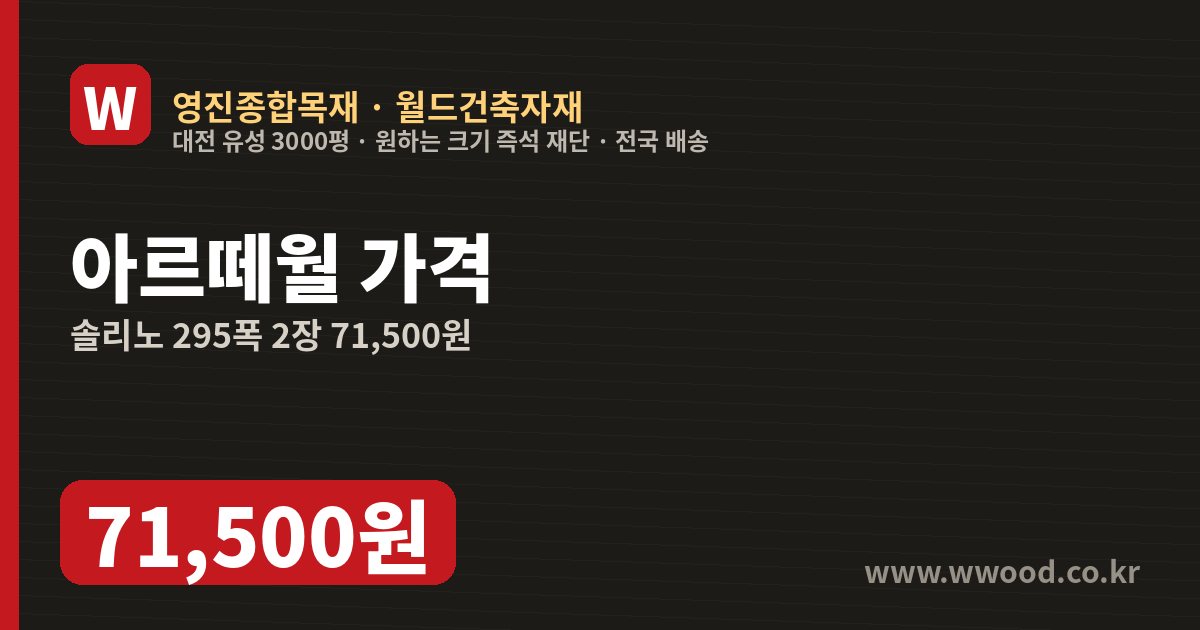 W
영진종합목재 · 월드건축자재
대전 유성 3000평 · 원하는 크기 즉석 재단 · 전국 배송
아르떼월 가격
솔리노 295폭 2장 71,500원
71,500원
www.wwood.co.kr